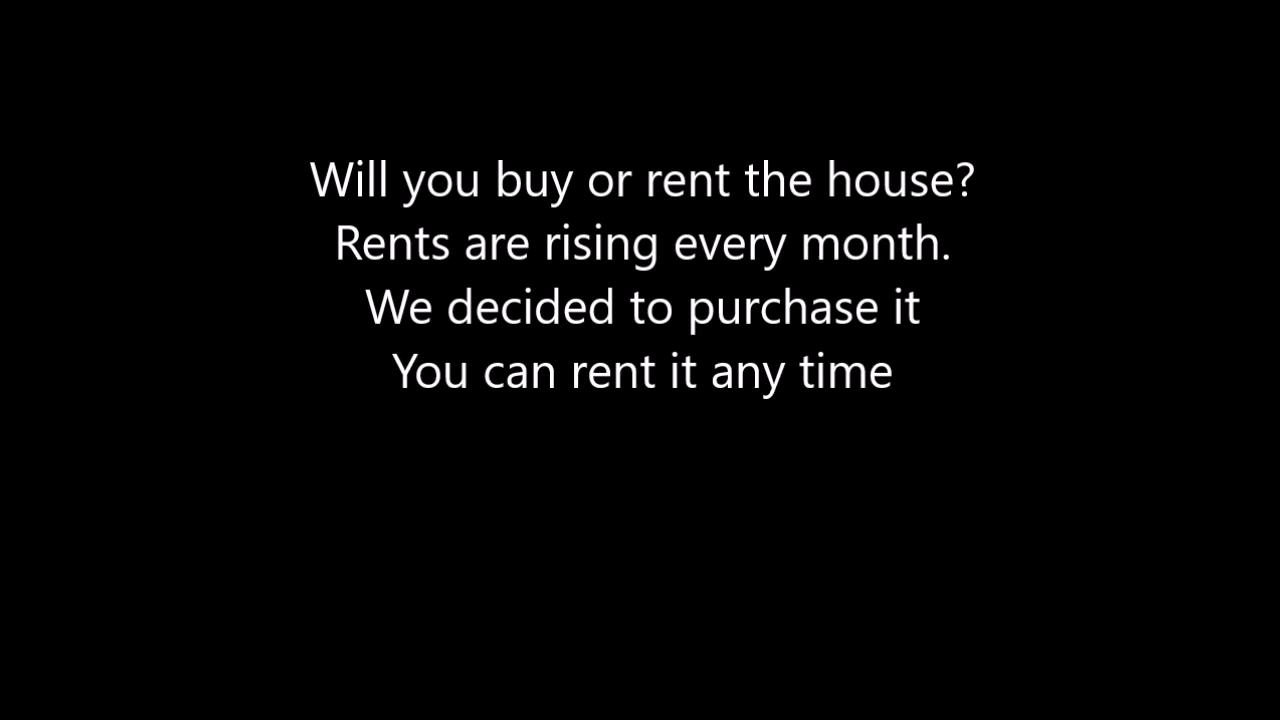 Will you buy or rent the house?
Rents are rising every month.
We decided to purchase it
You can rent it any time